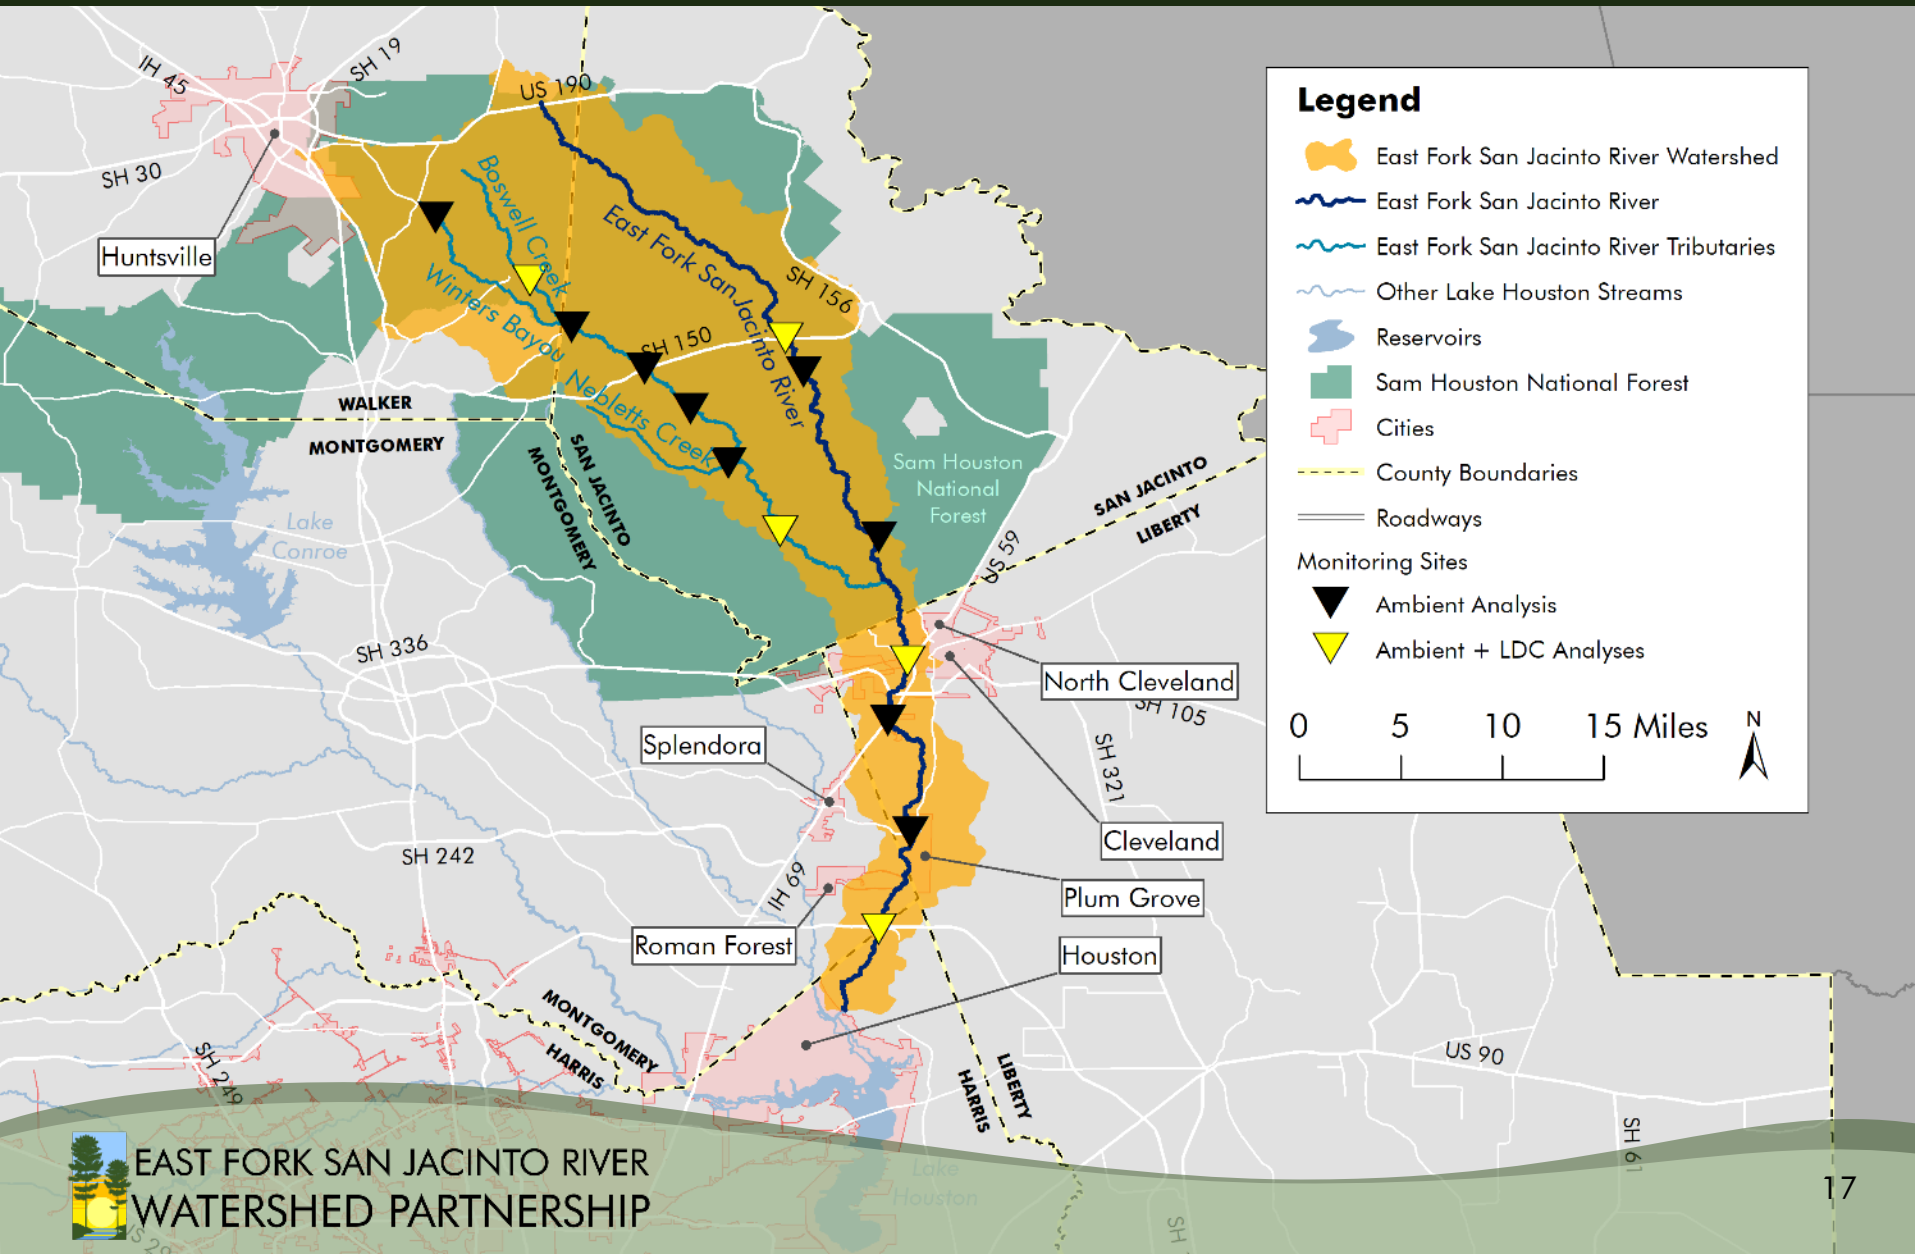 IH 45
SH 19
US 190
SH 30
Huntsville
Boswell Creek
Winters Bayou
East Fork San Jacinto River
SH 156
SH 150
Nebletts Creek
WALKER
MONTGOMERY
SAN JACINTO
MONTGOMERY
Sam Houston
National
Forest
SAN JACINTO
LIBERTY
US 59
Lake
Conroe
SH 336
North Cleveland
SH 105
Splendora
SH 321
Cleveland
SH 242
IH 69
Plum Grove
Roman Forest
Houston
MONTGOMERY
HARRIS
LIBERTY
HARRIS
SH 249
US 90
SH 61
Lake
Houston
SH
US 29
Legend
East Fork San Jacinto River Watershed
East Fork San Jacinto River
East Fork San Jacinto River Tributaries
Other Lake Houston Streams
Reservoirs
Sam Houston National Forest
Cities
County Boundaries
Roadways
Monitoring Sites
Ambient Analysis
Ambient + LDC Analyses
0 5 10 15 Miles
N
EAST FORK SAN JACINTO RIVER
WATERSHED PARTNERSHIP
17